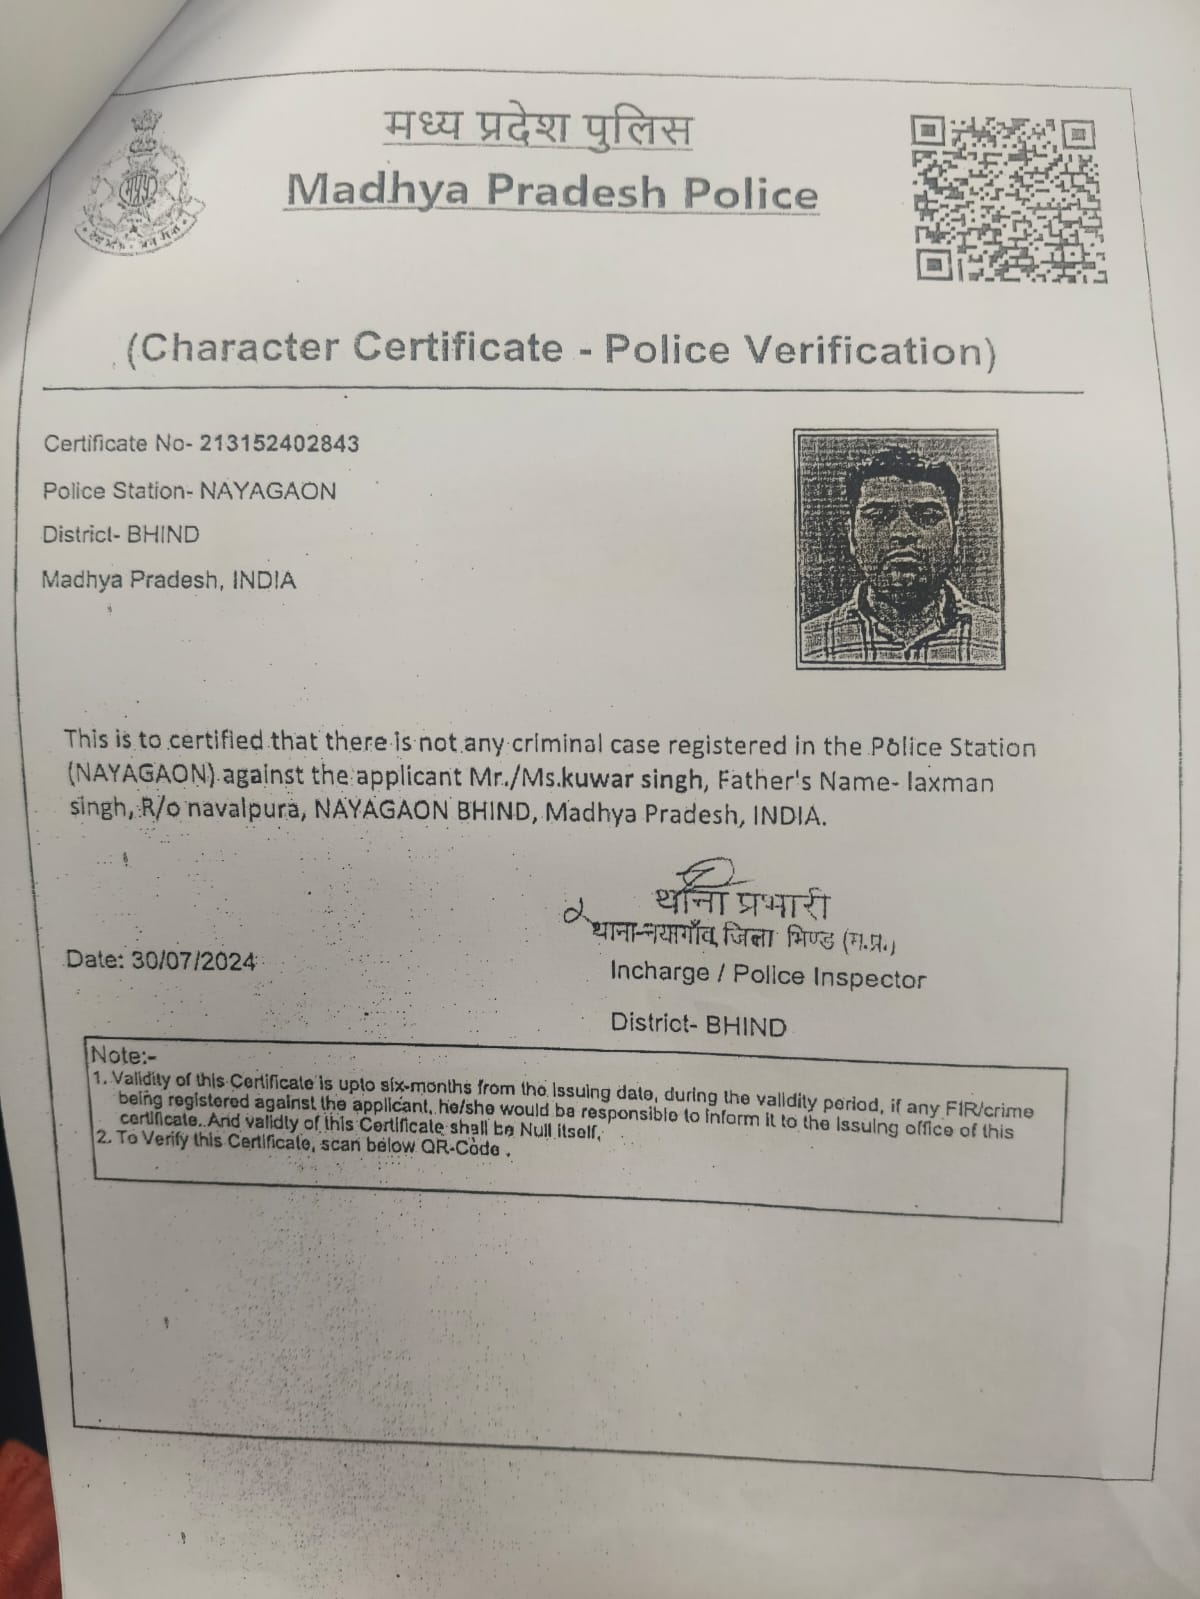 मध्य प्रदेश पुलिस
Madhya Pradesh Police
(Character Certificate - Police Verification)
Certificate No- 213152402843
Police Station- NAYAGAON
District- BHIND
Madhya Pradesh, INDIA
This is to certified that there is not any criminal case registered in the Police Station
(NAYAGAON) against the applicant Mr./Ms.kuwar singh, Father's Name- laxman
singh, R/o navalpura, NAYAGAON BHIND, Madhya Pradesh, INDIA.
थाना प्रभारी
थाना-नयागाँव जिला भिण्ड (म.प्र.)
Date: 30/07/2024
Incharge / Police Inspector
District- BHIND
Note:-
1. Validity of this Certificate is upto six-months from the issuing date, during the validity period, if any FIR/crime
being registered against the applicant, he/she would be responsible to inform it to the issuing office of this
certificate. And validty of this Certificate shall be Null itself.
2. To Verify this Certificate, scan below QR-Code .